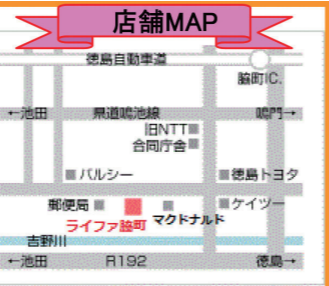 店舗MAP
徳島自動車道
脇町IC.
←池田 県道鳴池線 鳴門→
旧NTT
合同庁舎
パルシー 徳島トヨタ
郵便局 ライファ脇町 マクドナルド ケイツー
吉野川
←池田 R192 徳島→